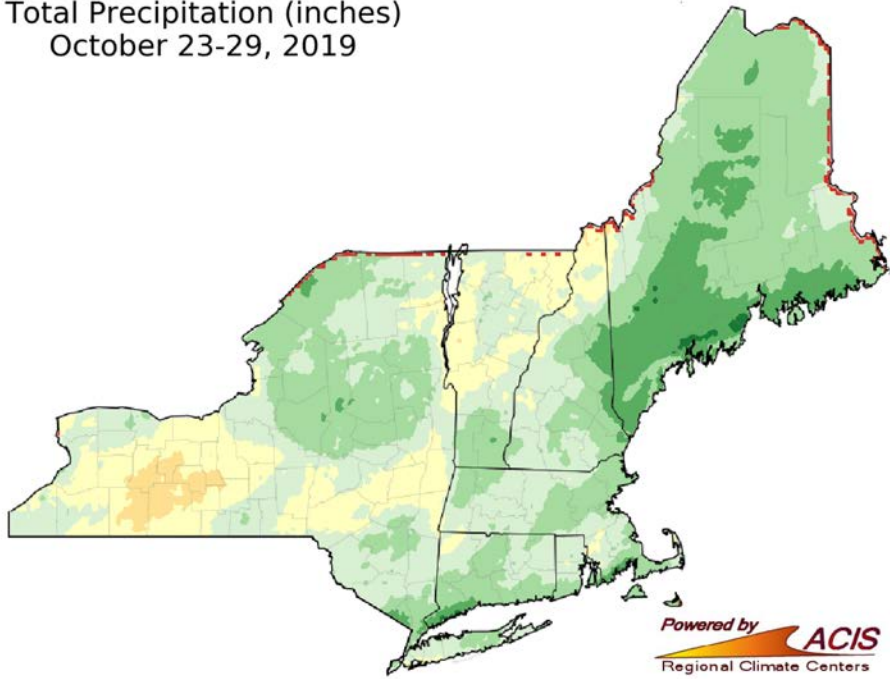 Total Precipitation (inches)
October 23-29, 2019
Powered by
ACIS
Regional Climate Centers